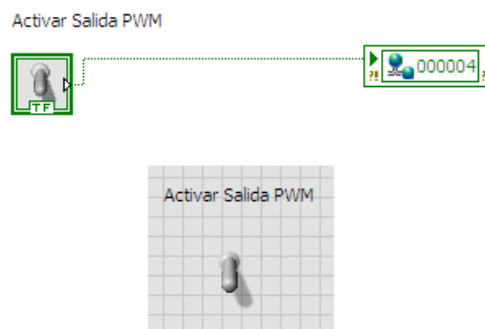 Activar Salida PWM
000004
?!
TF
Activar Salida PWM